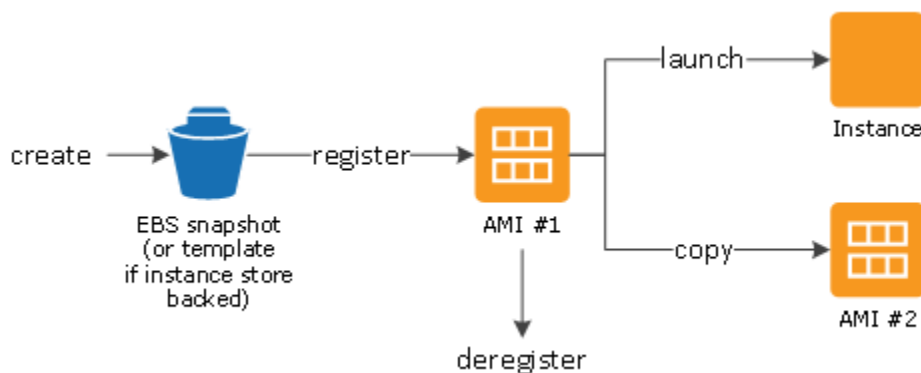 launch
Instance
create
register
EBS snapshot
(or template
if instance store
backed)
AMI #1
copy
AMI #2
deregister